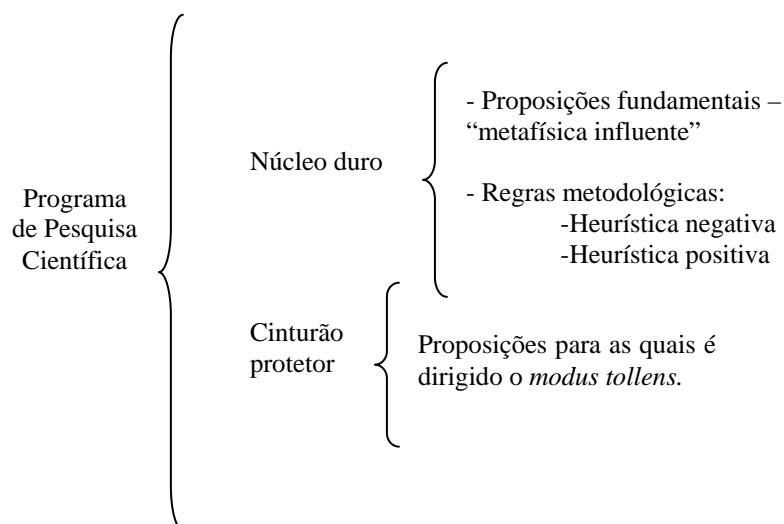 Programa
de Pesquisa
Científica
Núcleo duro
- Proposições fundamentais –
“metafísica influente”
- Regras metodológicas:
-Heurística negativa
-Heurística positiva
Cinturão
protetor
Proposições para as quais é
dirigido o modus tollens.